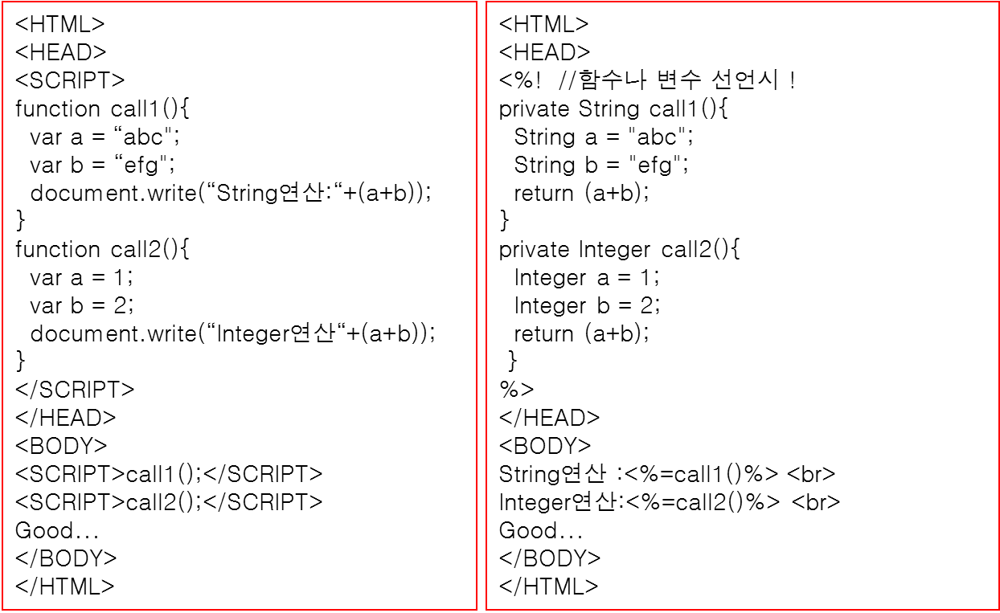 <HTML>
<HEAD>
<SCRIPT>
function call1(){
  var a = “abc";
  var b = “efg";
  document.write(“String연산:“+(a+b));
}
function call2(){
  var a = 1;
  var b = 2;
  document.write(“Integer연산“+(a+b));
}
</SCRIPT>
</HEAD>
<BODY>
<SCRIPT>call1();</SCRIPT>
<SCRIPT>call2();</SCRIPT>
Good...
</BODY>
</HTML>
<HTML>
<HEAD>
<%!  //함수나 변수 선언시 !
private String call1(){
  String a = "abc";
  String b = "efg";
  return (a+b);
}
private Integer call2(){
  Integer a = 1;
  Integer b = 2;
  return (a+b);
 }
%>
</HEAD>
<BODY>
String연산 :<%=call1()%> <br>
Integer연산:<%=call2()%>  <br>
Good...
</BODY>
</HTML>